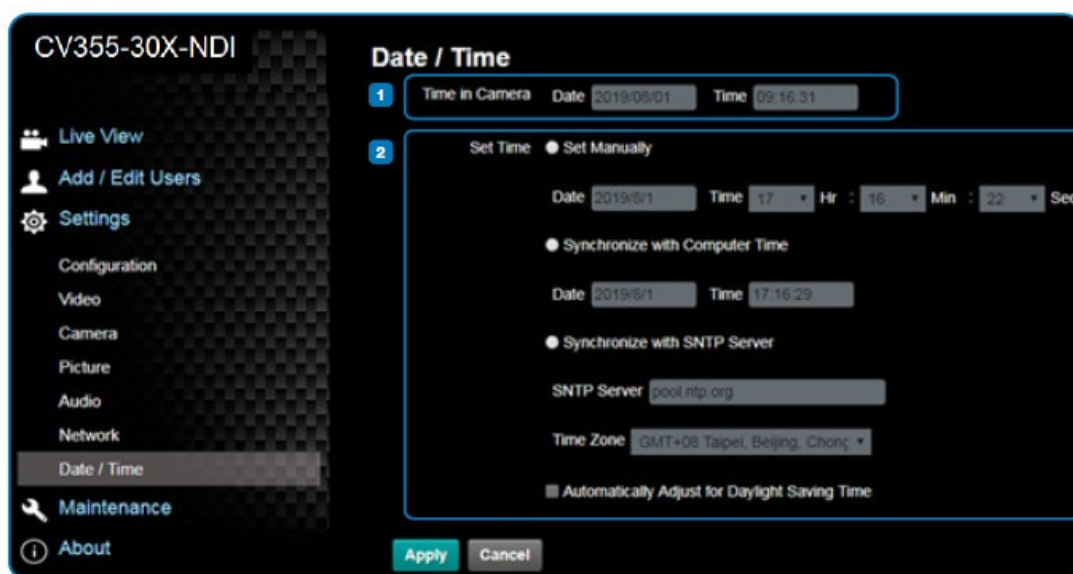 CV355-30X-NDI
Live View
Add / Edit Users
Settings
Configuration
Video
Camera
Picture
Audio
Network
Date / Time
Maintenance
About
Date / Time
1 Time in Camera Date 2019/08/01 Time 09:16:31
2 Set Time Set Manually
Date 2019/8/1 Time 17 Hr : 16 Min : 22 Sec
Synchronize with Computer Time
Date 2019/8/1 Time 17:16:29
Synchronize with SNTP Server
SNTP Server pool.ntp.org
Time Zone GMT+08 Taipei, Beijing, Chong
Automatically Adjust for Daylight Saving Time
Apply Cancel